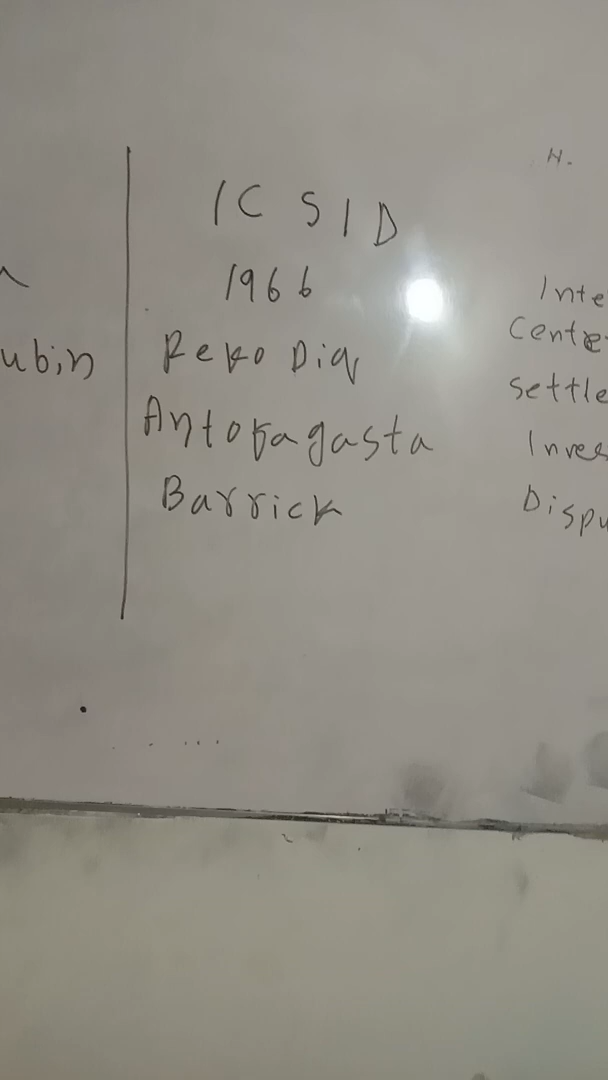 ubin
ICSID
1966
Reko Diq
Antofagasta
Barrick
H.
Inte
Cente
Settle
Inves
Dispu